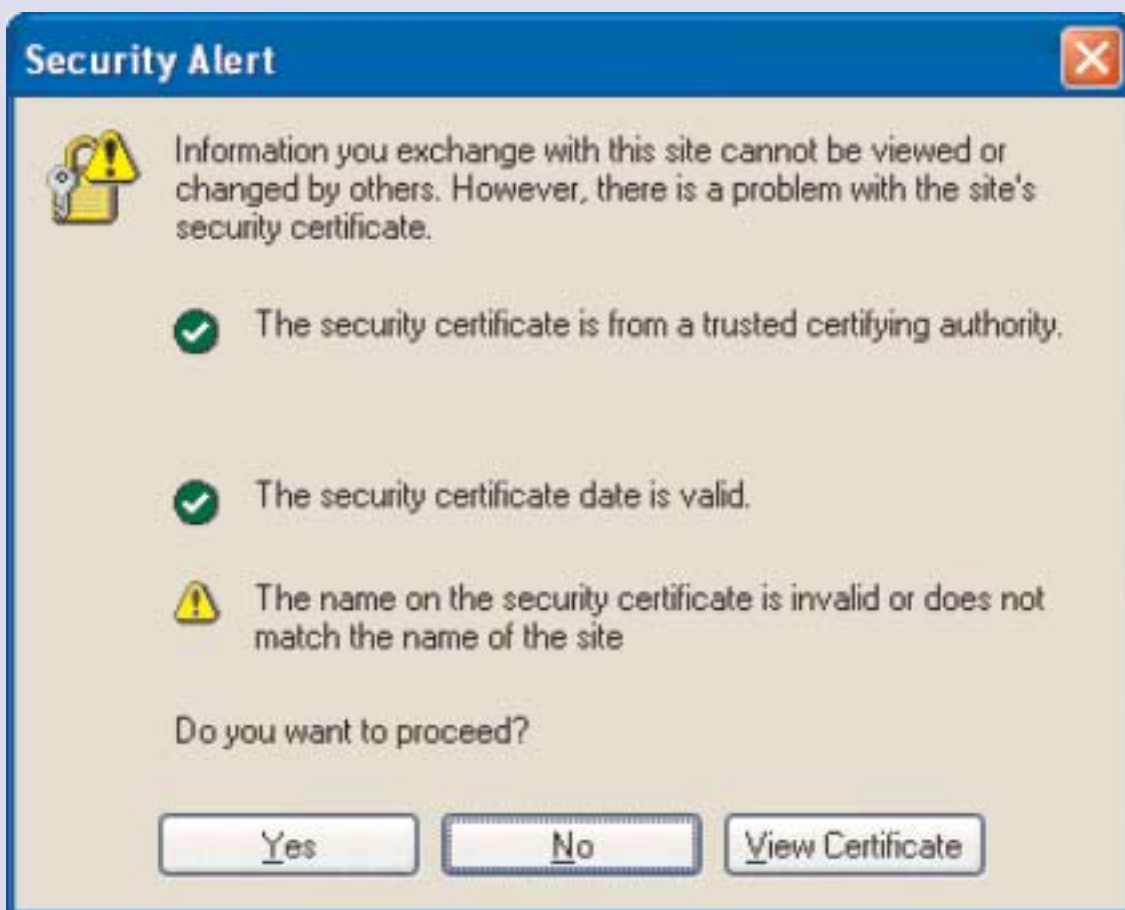 Security Alert
Information you exchange with this site cannot be viewed or
changed by others. However, there is a problem with the site's
security certificate.
The security certificate is from a trusted certifying authority.
The security certificate date is valid.
The name on the security certificate is invalid or does not
match the name of the site
Do you want to proceed?
Yes No View Certificate